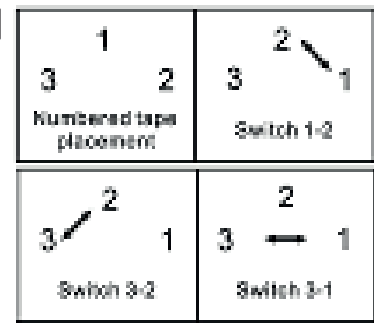 1
3 2
Numbered tape
placement
2
3 1
Switch 1-2
2
3 1
Switch 3-2
2
3 1
Switch 3-1